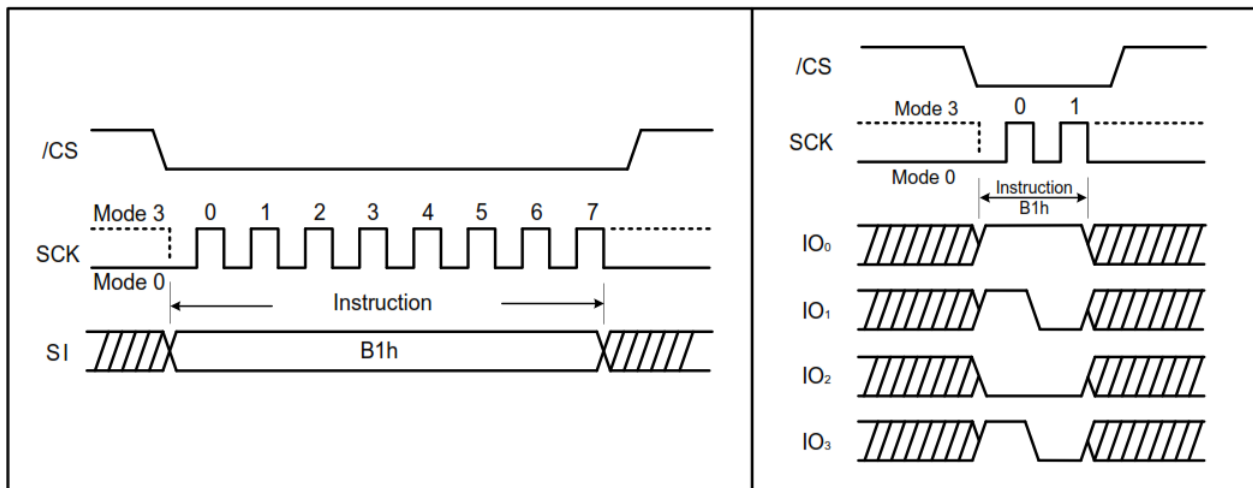 /CS
Mode 3
0 1 2 3 4 5 6 7
SCK
Mode 0
Instruction
SI
B1h
/CS
Mode 3
0 1
SCK
Mode 0
Instruction
B1h
IO₀
IO₁
IO₂
IO₃